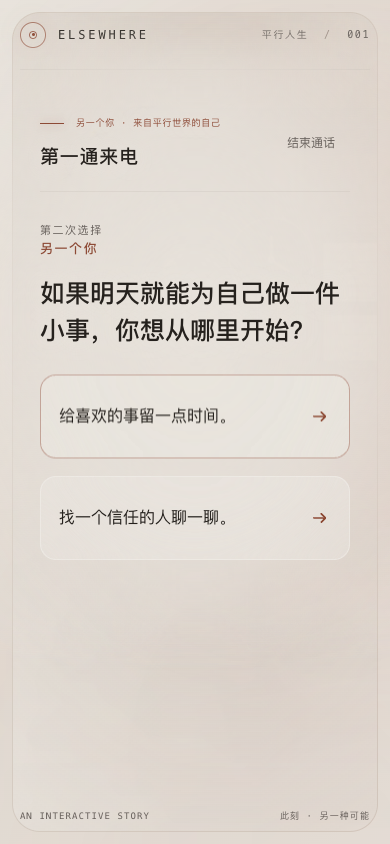 ELSEWHERE
平行人生 / 001
另一个你 · 来自平行世界的自己
第一通来电
结束通话
第二次选择
另一个你
如果明天就能为自己做一件
小事，你想从哪里开始?
给喜欢的事留一点时间。
找一个信任的人聊一聊。
AN INTERACTIVE STORY
此刻 · 另一种可能